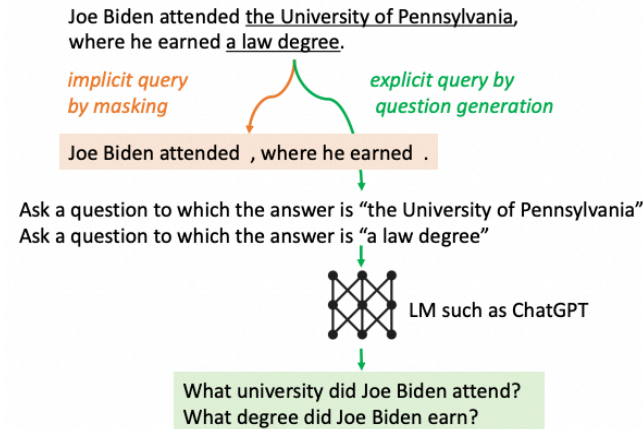 Joe Biden attended the University of Pennsylvania,
where he earned a law degree.
implicit query
by masking
explicit query by
question generation
Joe Biden attended , where he earned .
Ask a question to which the answer is “the University of Pennsylvania”
Ask a question to which the answer is “a law degree”
LM such as ChatGPT
What university did Joe Biden attend?
What degree did Joe Biden earn?